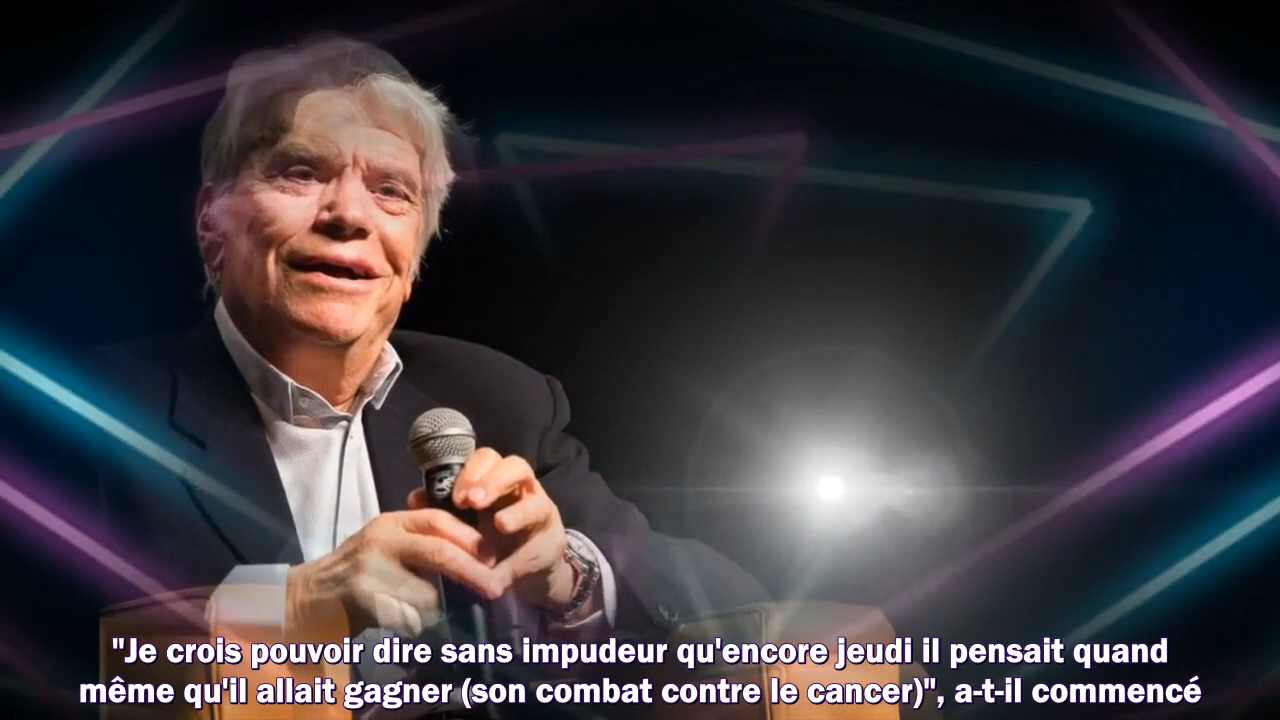 "Je crois pouvoir dire sans impudeur qu'encore jeudi il pensait quand
même qu'il allait gagner (son combat contre le cancer)", a-t-il commencé